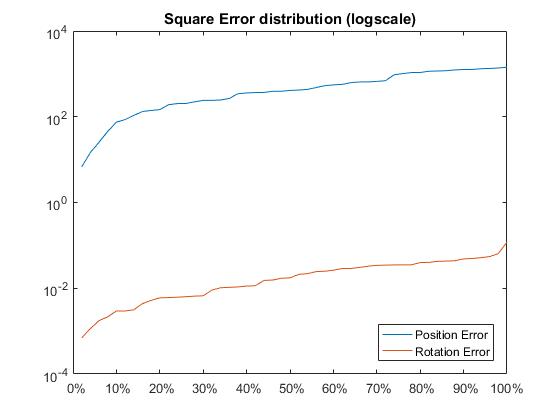 Square Error distribution (logscale)
10^4
10^2
10^0
10^-2
10^-4
Position Error
Rotation Error
0% 10% 20% 30% 40% 50% 60% 70% 80% 90% 100%